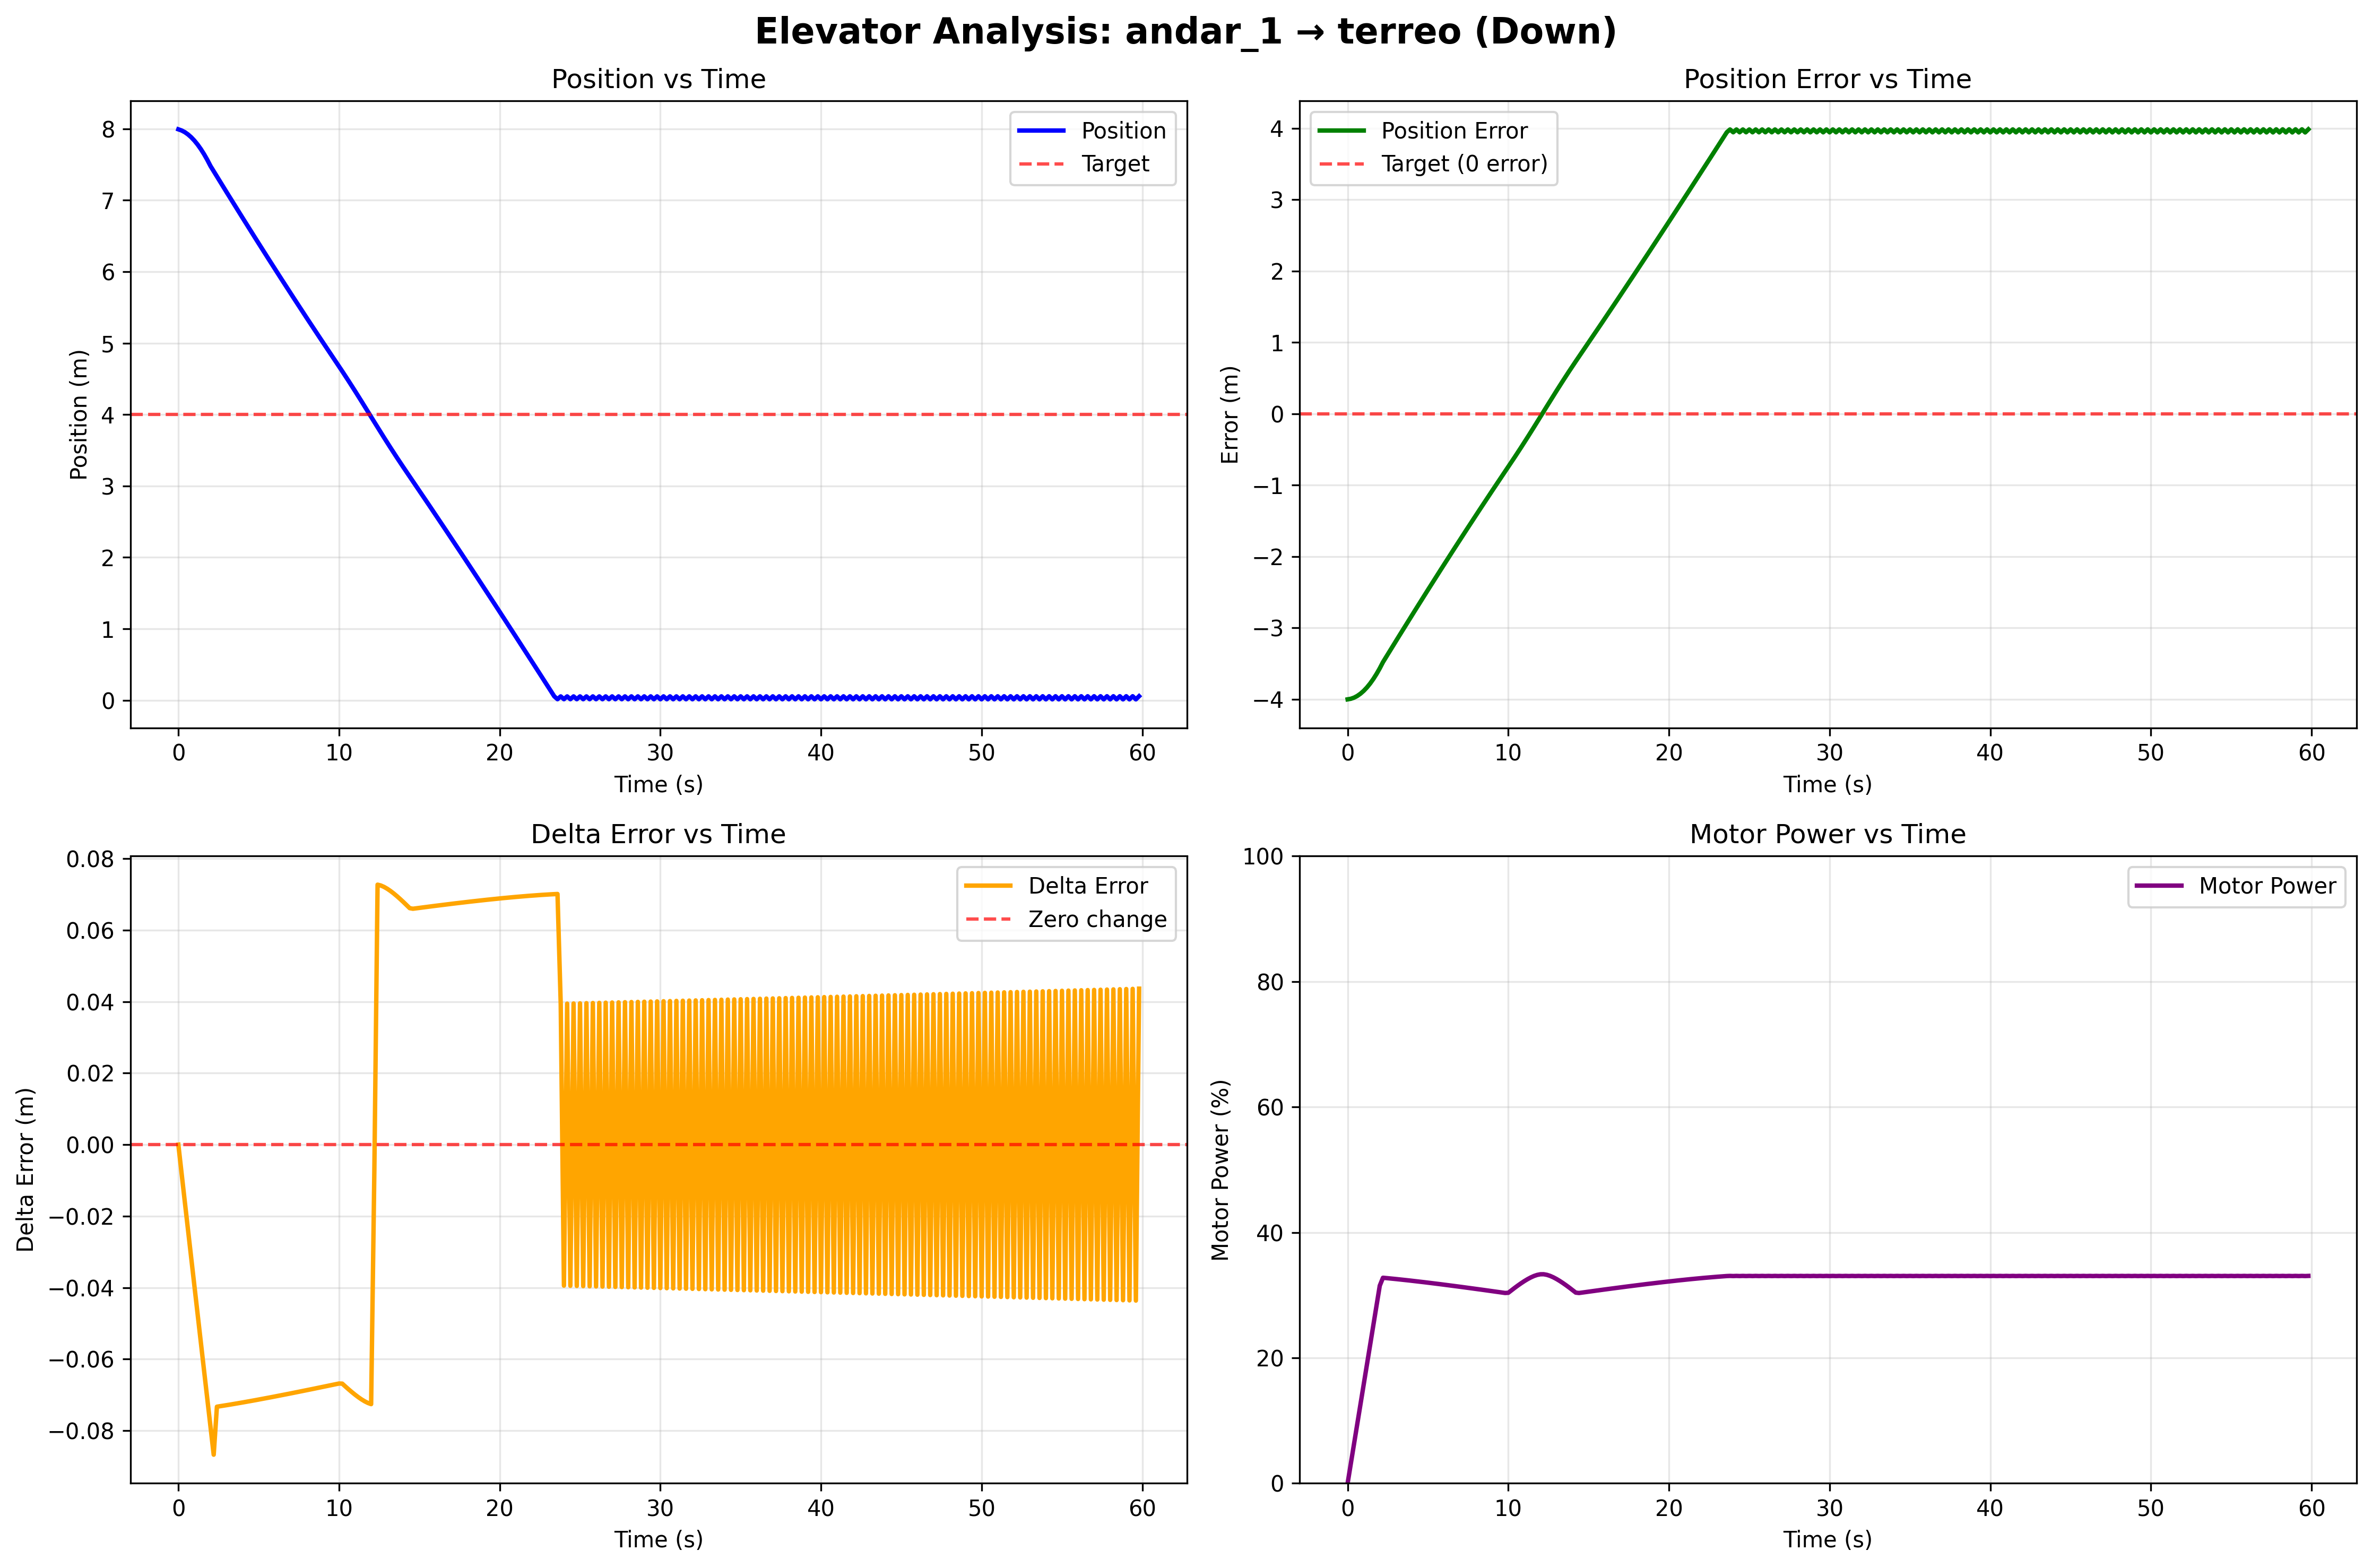 Elevator Analysis: andar_1 → terreo (Down)
Position vs Time
Position (m)
8
7
6
5
4
3
2
1
0
Position
Target
0 10 20 30 40 50 60
Time (s)
Position Error vs Time
Error (m)
4
3
2
1
0
−1
−2
−3
−4
Position Error
Target (0 error)
0 10 20 30 40 50 60
Time (s)
Delta Error vs Time
Delta Error (m)
0.08
0.06
0.04
0.02
0.00
−0.02
−0.04
−0.06
−0.08
Delta Error
Zero change
0 10 20 30 40 50 60
Time (s)
Motor Power vs Time
Motor Power (%)
100
80
60
40
20
0
Motor Power
0 10 20 30 40 50 60
Time (s)